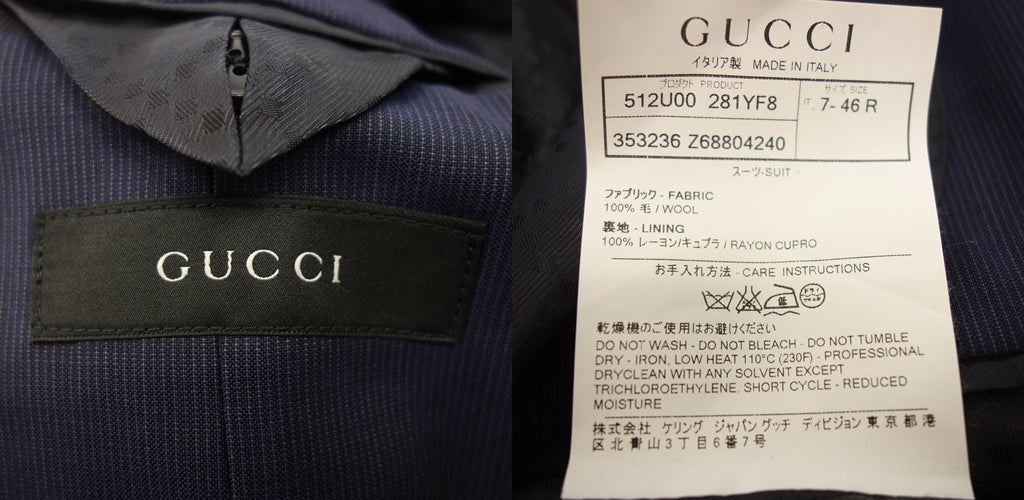 GUCCI
GUCCI
イタリア製 MADE IN ITALY
プロダクト PRODUCT
サイズ SIZE
512U00 281YF8
IT. 7- 46 R
353236 Z68804240
スーツ-SUIT -
ファブリック - FABRIC
100% 毛 / WOOL
裏地 - LINING
100% レーヨン/キュプラ / RAYON CUPRO
お手入れ方法 - CARE INSTRUCTIONS
乾燥機のご使用はお避けください
DO NOT WASH - DO NOT BLEACH - DO NOT TUMBLE
DRY - IRON, LOW HEAT 110°C (230F) - PROFESSIONAL
DRYCLEAN WITH ANY SOLVENT EXCEPT
TRICHLOROETHYLENE, SHORT CYCLE - REDUCED
MOISTURE
株式会社 ケリング ジャパン グッチ ディビジョン 東京都港
区北青山3丁目6番7号